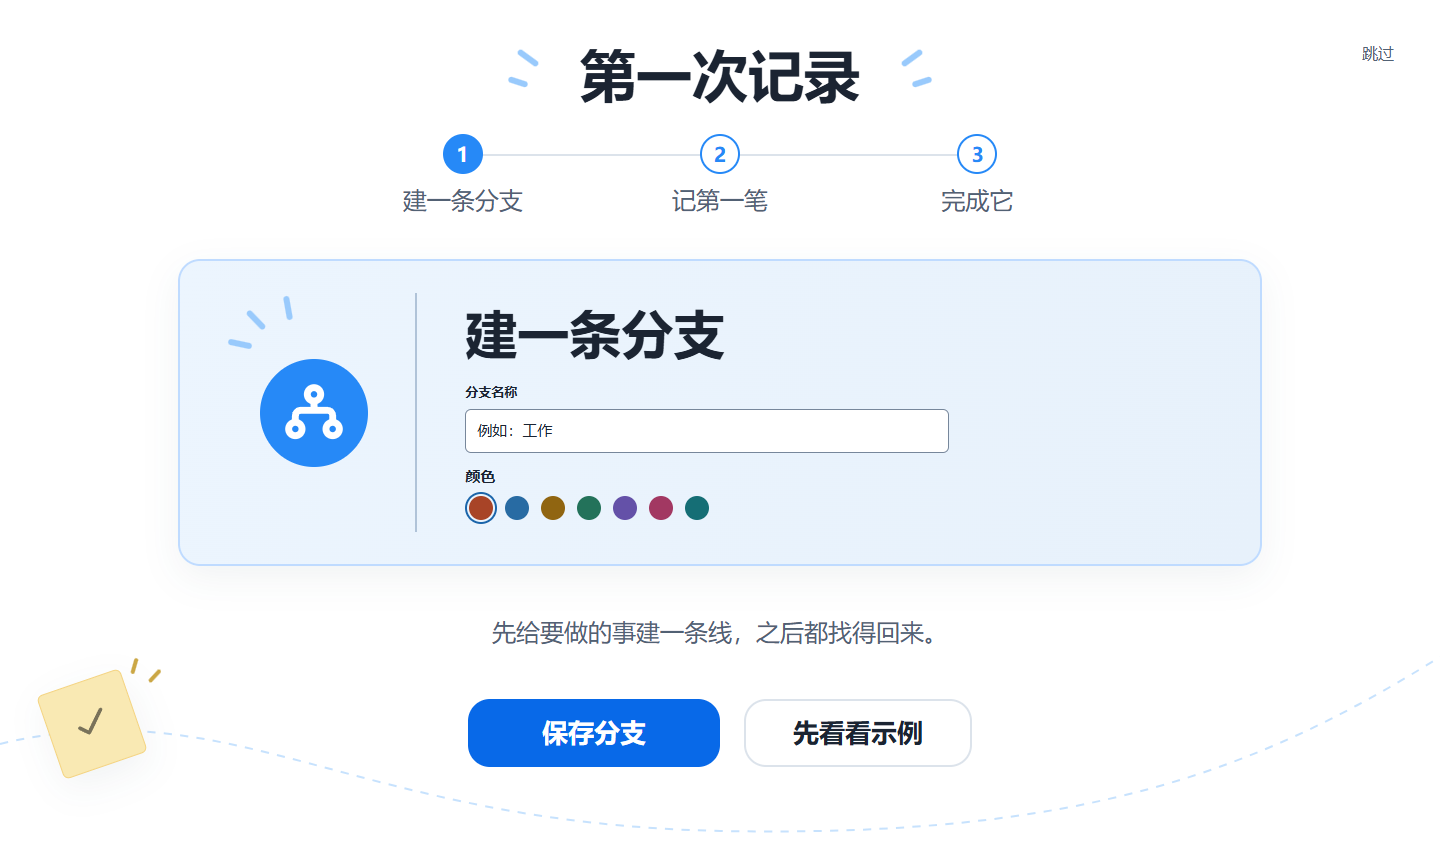 第一次记录
跳过
1
2
3
建一条分支
记第一笔
完成它
建一条分支
分支名称
例如：工作
颜色
先给要做的事建一条线，之后都找得回来。
保存分支
先看看示例